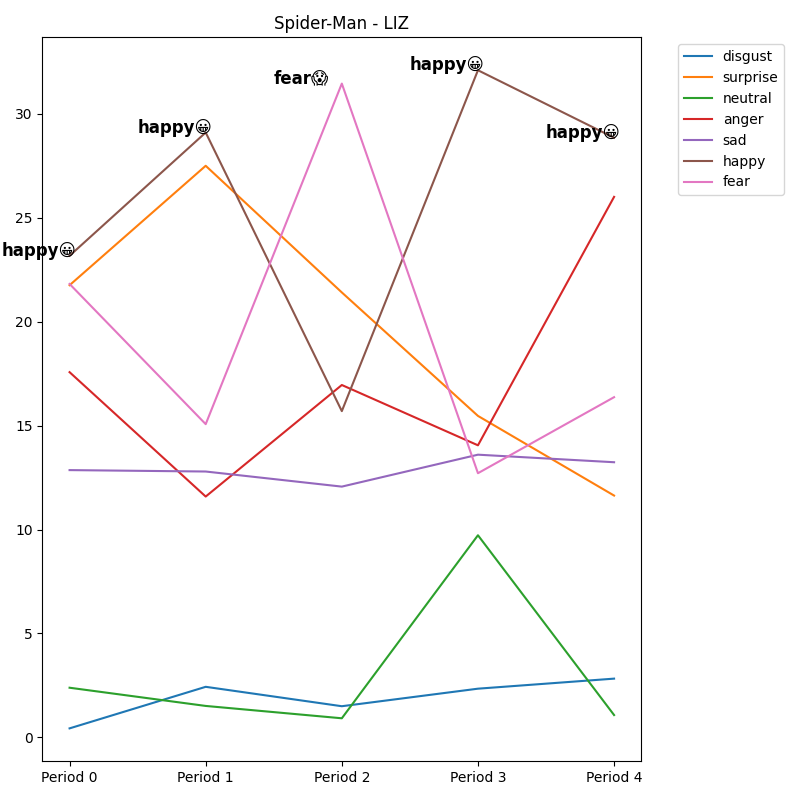 Spider-Man - LIZ
disgust
surprise
neutral
anger
sad
happy
fear
happy😀
fear😱
happy😀
happy😀
happy😀
30
25
20
15
10
5
0
Period 0 Period 1 Period 2 Period 3 Period 4